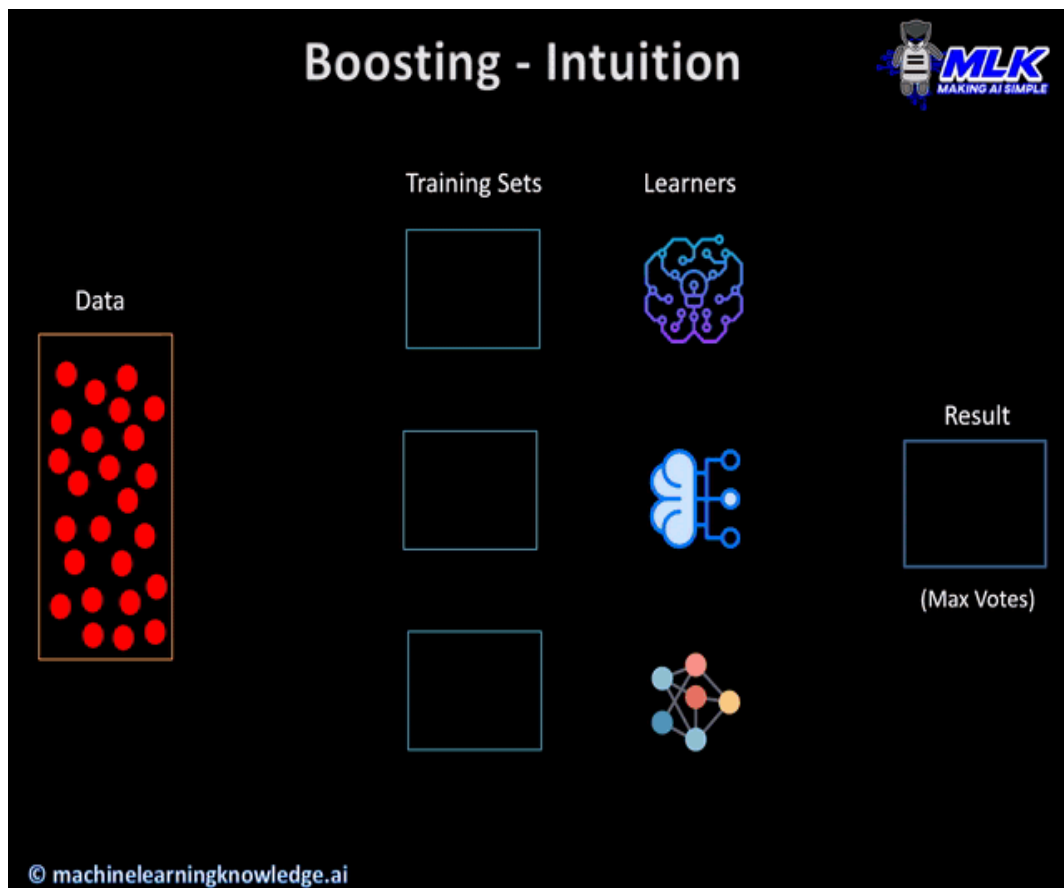 Boosting - Intuition
MLK
MAKING AI SIMPLE
Training Sets
Learners
Data
Result
(Max Votes)
© machinelearningknowledge.ai